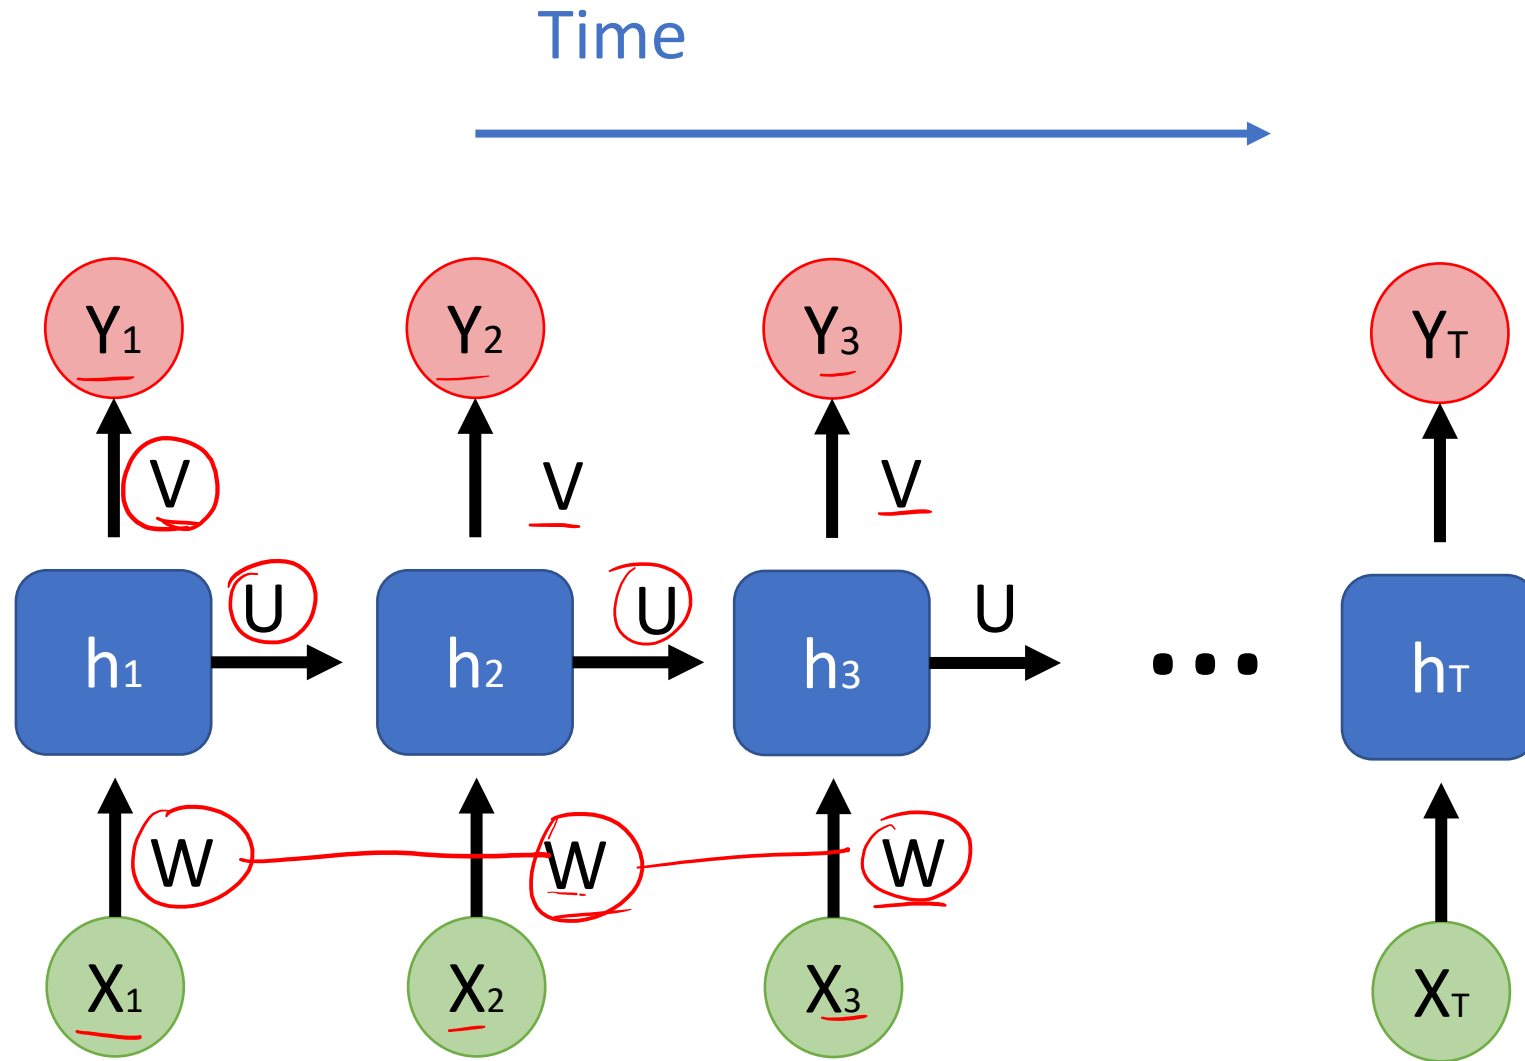 Time
Y1 Y2 Y3 YT
V V V
U U U
h1 h2 h3 hT
W W W
X1 X2 X3 XT